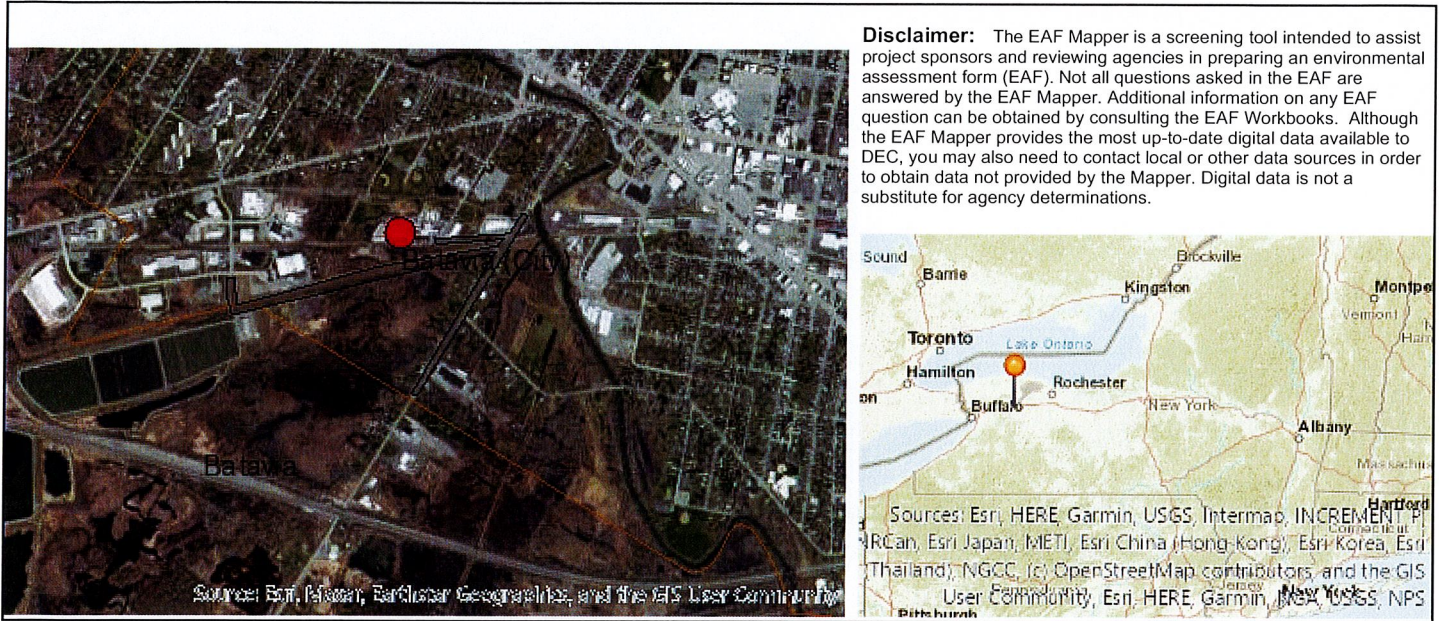 Disclaimer: The EAF Mapper is a screening tool intended to assist
project sponsors and reviewing agencies in preparing an environmental
assessment form (EAF). Not all questions asked in the EAF are
answered by the EAF Mapper. Additional information on any EAF
question can be obtained by consulting the EAF Workbooks. Although
the EAF Mapper provides the most up-to-date digital data available to
DEC, you may also need to contact local or other data sources in order
to obtain data not provided by the Mapper. Digital data is not a
substitute for agency determinations.
Batavia (City)
Batavia
Source: Esri, Maxar, Earthstar Geographics, and the GIS User Community
Sound
Barrie
Brockville
Kingston
Montpe
Vermont
Toronto
Lake Ontario
Hamilton
Rochester
on
Buffalo
New York
Albany
Massachus
Hartford
Connecticut
Sources: Esri, HERE, Garmin, USGS, Intermap, INCREMENT P,
NRCan, Esri Japan, METI, Esri China (Hong Kong), Esri Korea, Esri
(Thailand), NGCC, (c) OpenStreetMap contributors, and the GIS
User Community, Esri, HERE, Garmin, NGA, USGS, NPS
New York
Pittsburgh